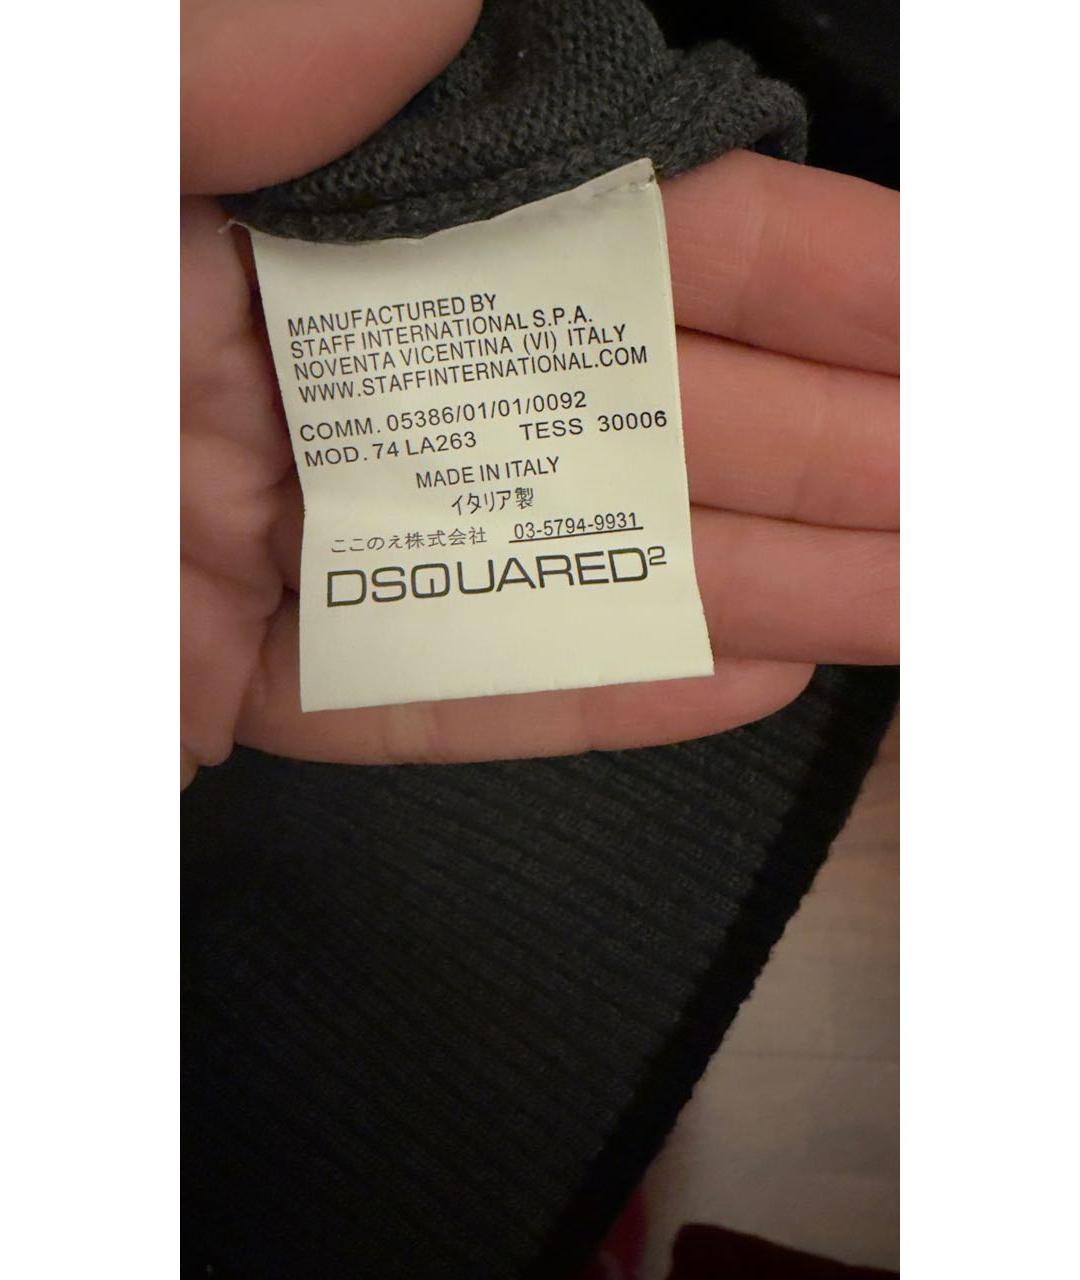 MANUFACTURED BY
STAFF INTERNATIONAL S.P.A.
NOVENTA VICENTINA (VI) ITALY
WWW.STAFFINTERNATIONAL.COM
COMM. 05386/01/01/0092
MOD. 74 LA263 TESS 30006
MADE IN ITALY
イタリア製
ここのえ株式会社 03-5794-9931
DSQUARED2